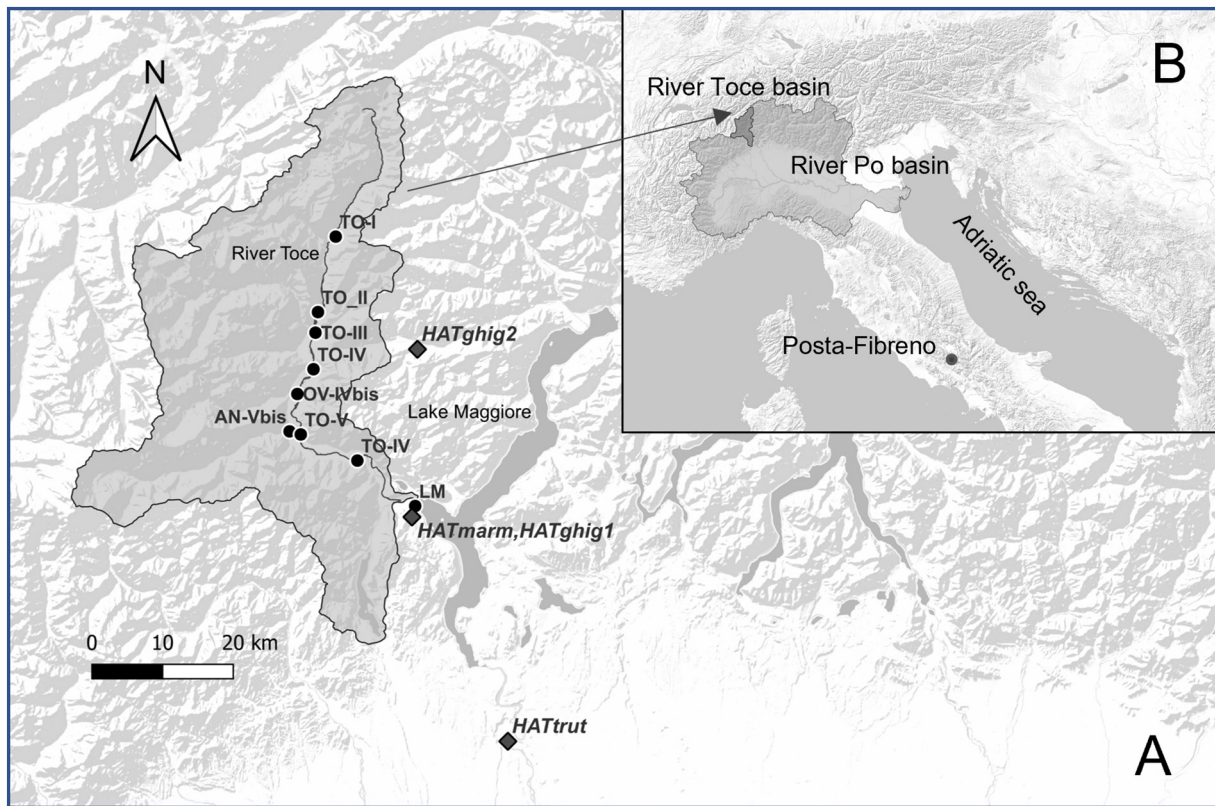 N
TO-I
River Toce
TO_II
TO-III
HATghig2
TO-IV
OV-IVbis
Lake Maggiore
AN-Vbis
TO-V
TO-IV
LM
HATmarm,HATghig1
0 10 20 km
HATtrut
A
B
River Toce basin
River Po basin
Adriatic sea
Posta-Fibreno